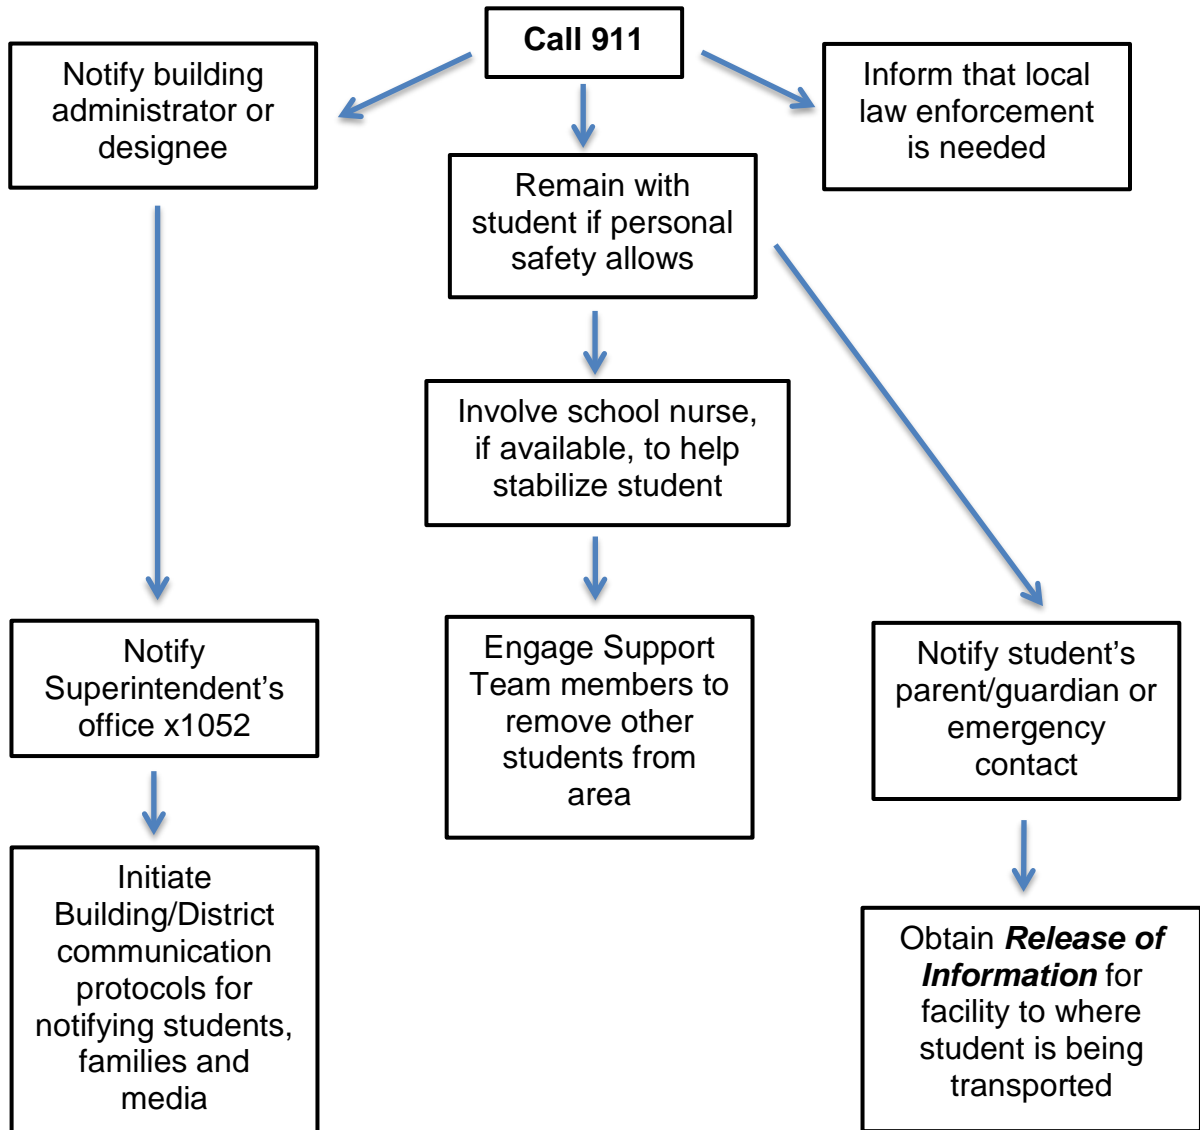 Call 911
Notify building
administrator or
designee
Inform that local
law enforcement
is needed
Remain with
student if personal
safety allows
Involve school nurse,
if available, to help
stabilize student
Notify
Superintendent’s
office x1052
Engage Support
Team members to
remove other
students from
area
Notify student’s
parent/guardian or
emergency
contact
Initiate
Building/District
communication
protocols for
notifying students,
families and
media
Obtain Release of
Information for
facility to where
student is being
transported